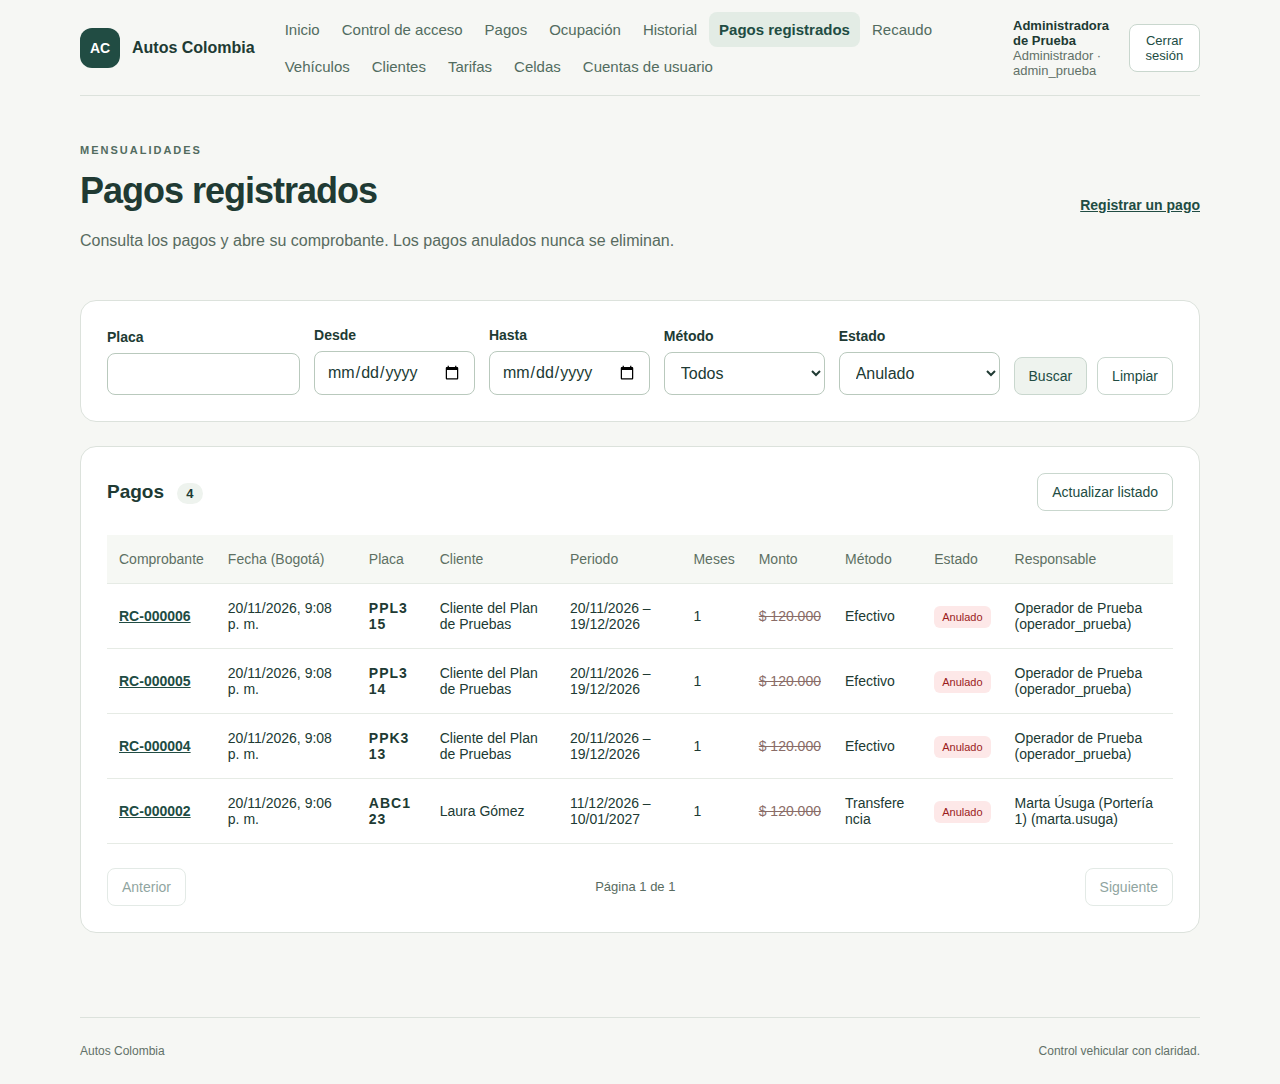 AC
Autos Colombia
Inicio Control de acceso Pagos Ocupación Historial Pagos registrados Recaudo
Vehículos Clientes Tarifas Celdas Cuentas de usuario
Administradora
de Prueba
Administrador ·
admin_prueba
Cerrar
sesión
MENSUALIDADES
Pagos registrados
Registrar un pago
Consulta los pagos y abre su comprobante. Los pagos anulados nunca se eliminan.
Placa Desde Hasta Método Estado
mm/dd/yyyy mm/dd/yyyy Todos Anulado Buscar Limpiar
Pagos 4 Actualizar listado
Comprobante Fecha (Bogotá) Placa Cliente Periodo Meses Monto Método Estado Responsable
RC-000006 20/11/2026, 9:08 p. m. PPL315 Cliente del Plan de Pruebas 20/11/2026 – 19/12/2026 1 $ 120.000 Efectivo Anulado Operador de Prueba (operador_prueba)
RC-000005 20/11/2026, 9:08 p. m. PPL314 Cliente del Plan de Pruebas 20/11/2026 – 19/12/2026 1 $ 120.000 Efectivo Anulado Operador de Prueba (operador_prueba)
RC-000004 20/11/2026, 9:08 p. m. PPK313 Cliente del Plan de Pruebas 20/11/2026 – 19/12/2026 1 $ 120.000 Efectivo Anulado Operador de Prueba (operador_prueba)
RC-000002 20/11/2026, 9:06 p. m. ABC123 Laura Gómez 11/12/2026 – 10/01/2027 1 $ 120.000 Transferencia Anulado Marta Úsuga (Portería 1) (marta.usuga)
Anterior Página 1 de 1 Siguiente
Autos Colombia Control vehicular con claridad.